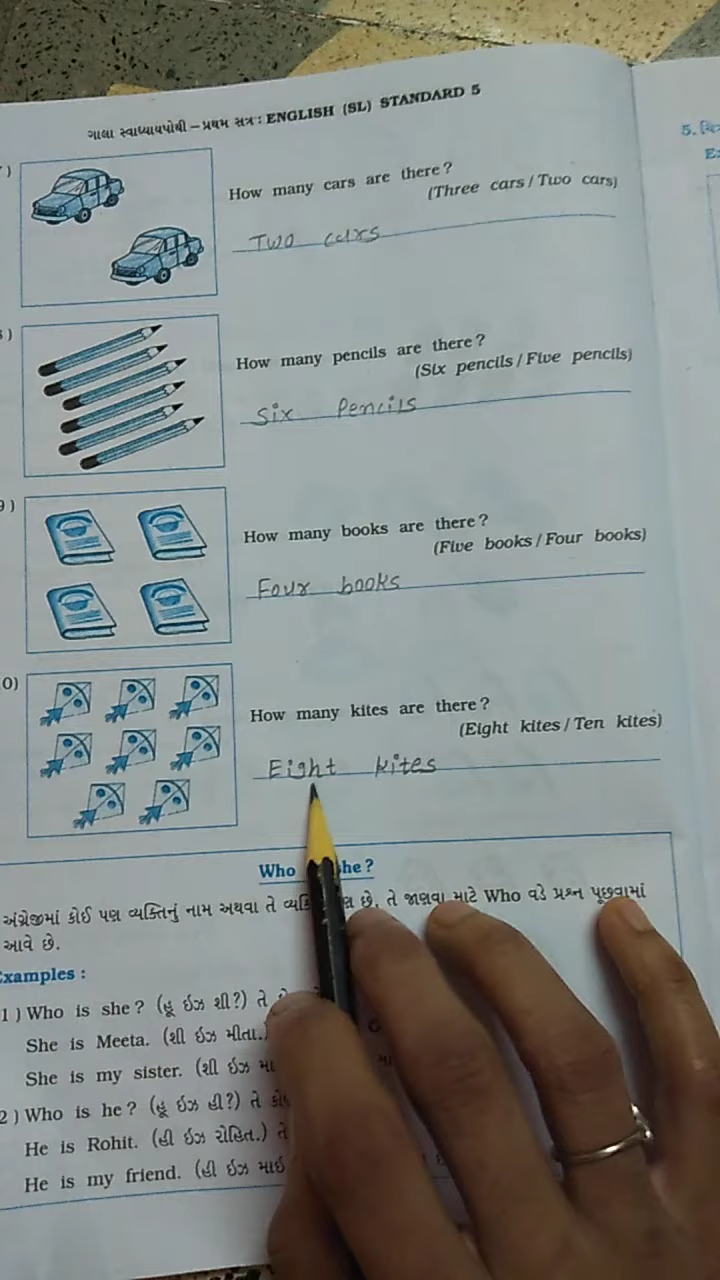 ગાલા સ્વાધ્યાયપોથી – પ્રથમ સત્ર : ENGLISH (SL) STANDARD 5
)
How many cars are there?
(Three cars / Two cars)
Two cars
)
How many pencils are there?
(Six pencils / Five pencils)
Six Pencils
9)
How many books are there?
(Five books / Four books)
Four books
0)
How many kites are there?
(Eight kites / Ten kites)
Eight kites
Who she?
અંગ્રેજીમાં કોઈ પણ વ્યક્તિનું નામ અથવા તે છે, તે જાણવા માટે Who વડે પ્રશ્ન પૂછવામાં
આવે છે.
Examples :
1) Who is she? (હૂ ઇઝ શી?) તે
She is Meeta. (શી ઇઝ મીતા.)
She is my sister. (શી ઇઝ
2) Who is he? (હૂ ઇઝ હી?) તે
He is Rohit. (હી ઇઝ રોહિત.) તે
He is my friend. (હી ઇઝ માઇ
5.